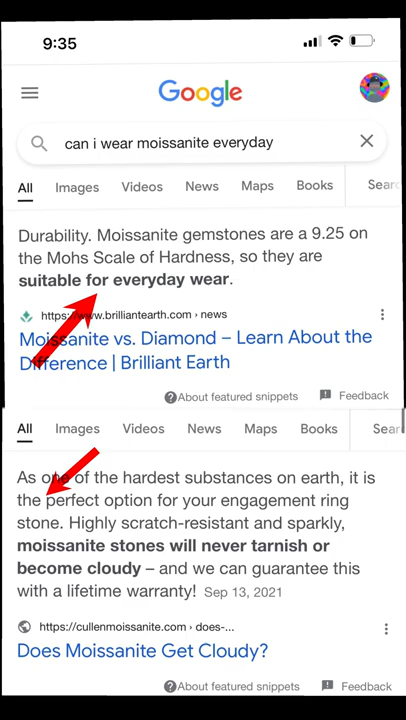 9:35
Google
can i wear moissanite everyday
All Images Videos News Maps Books Sear
Durability. Moissanite gemstones are a 9.25 on
the Mohs Scale of Hardness, so they are
suitable for everyday wear.
https://www.brilliantearth.com › news
Moissanite vs. Diamond – Learn About the
Difference | Brilliant Earth
About featured snippets Feedback
All Images Videos News Maps Books Sear
As one of the hardest substances on earth, it is
the perfect option for your engagement ring
stone. Highly scratch-resistant and sparkly,
moissanite stones will never tarnish or
become cloudy – and we can guarantee this
with a lifetime warranty! Sep 13, 2021
https://cullenmoissanite.com › does-...
Does Moissanite Get Cloudy?
About featured snippets Feedback